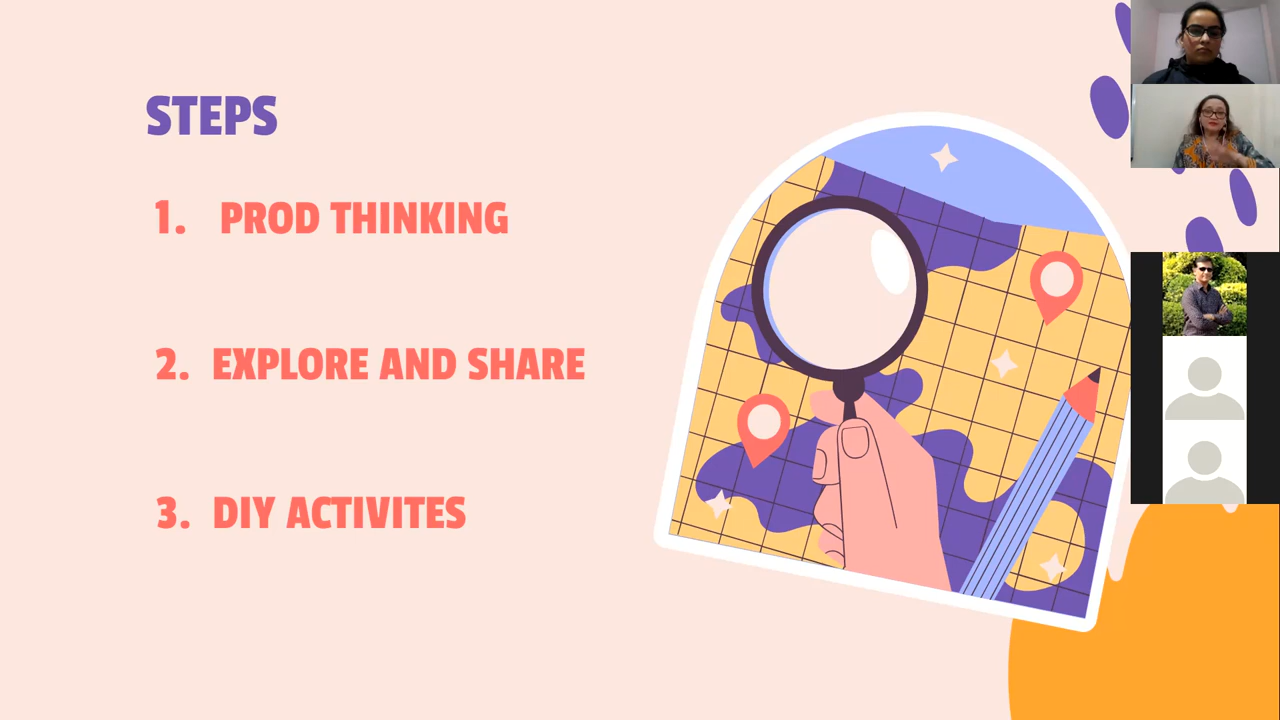 STEPS
1. PROD THINKING
2. EXPLORE AND SHARE
3. DIY ACTIVITES